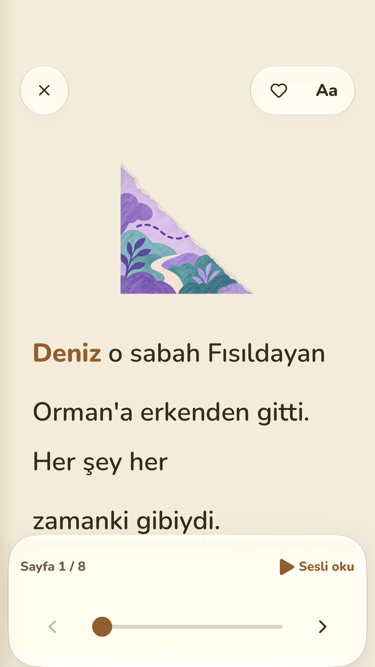 Aa
Deniz o sabah Fısıldayan
Orman'a erkenden gitti.
Her şey her
zamanki gibiydi.
Sayfa 1 / 8
Sesli oku